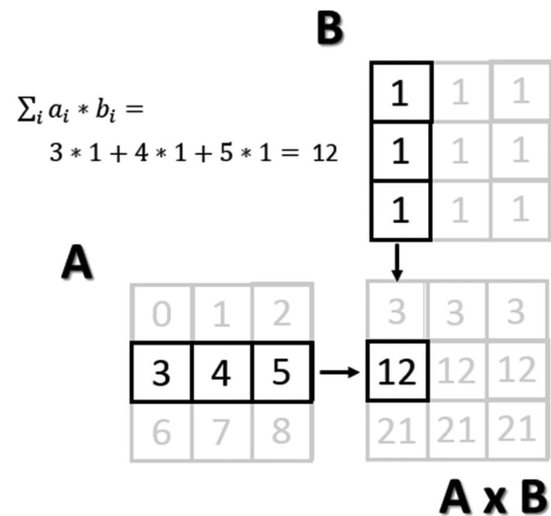 B
∑ᵢ aᵢ * bᵢ =
3 * 1 + 4 * 1 + 5 * 1 = 12
1 1 1
1 1 1
1 1 1
A
0 1 2
3 4 5
6 7 8
3 3 3
12 12 12
21 21 21
A x B